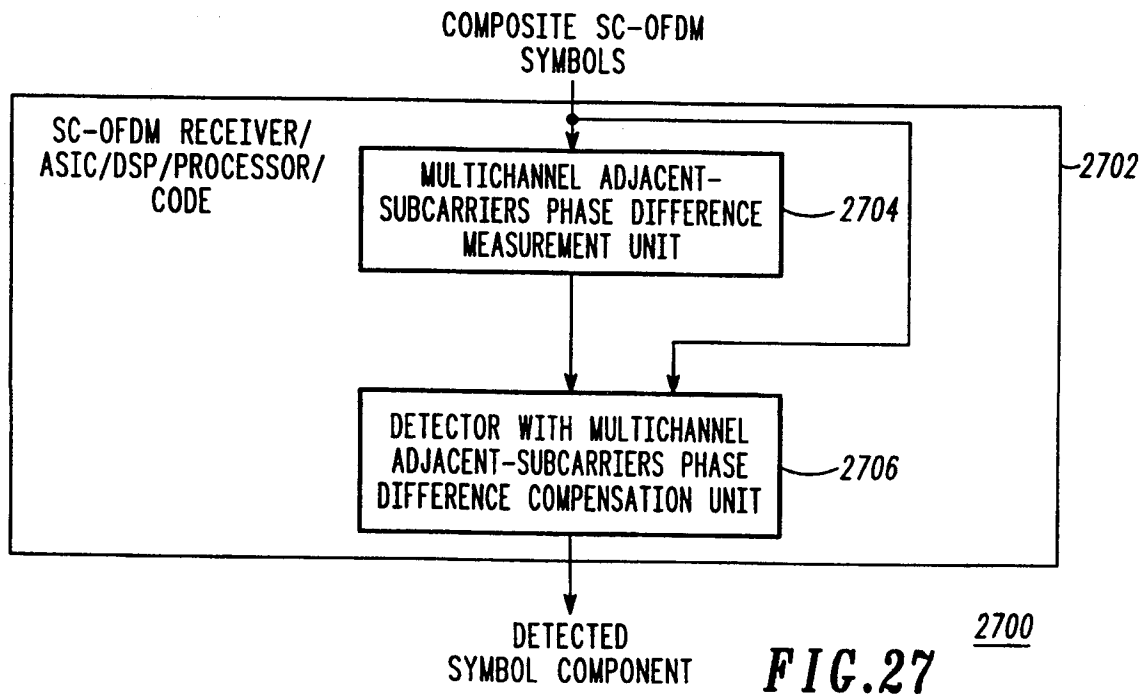 COMPOSITE SC-OFDM
SYMBOLS
SC-OFDM RECEIVER/
ASIC/DSP/PROCESSOR/
CODE
2702
MULTICHANNEL ADJACENT-
SUBCARRIERS PHASE DIFFERENCE
MEASUREMENT UNIT
2704
DETECTOR WITH MULTICHANNEL
ADJACENT-SUBCARRIERS PHASE
DIFFERENCE COMPENSATION UNIT
2706
DETECTED
SYMBOL COMPONENT
2700
FIG.27